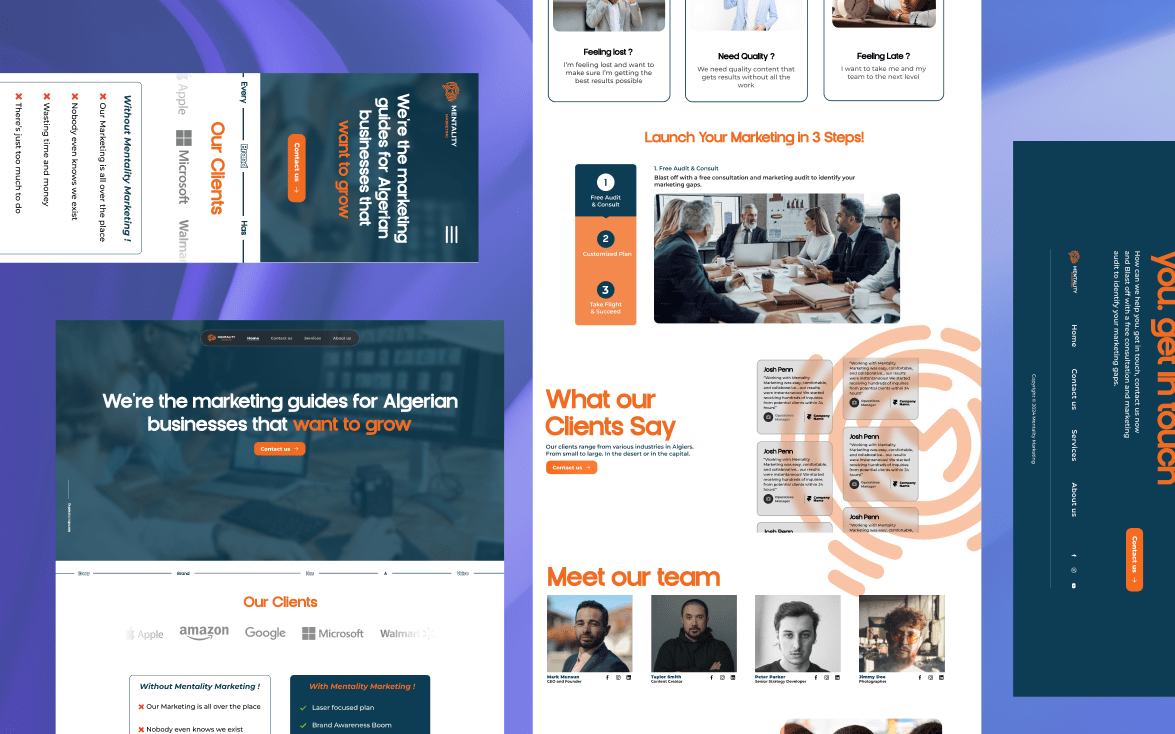 MENTALITY
MARKETING
We're the marketing
guides for Algerian
businesses that
want to grow
Contact us →
Every Brand Has
Our Clients
Apple Microsoft Walmar
Without Mentality Marketing !
Our Marketing is all over the place
Nobody even knows we exist
Wasting time and money
There's just too much to do
MENTALITY
Home Contact us Services About us
We're the marketing guides for Algerian
businesses that want to grow
Contact us →
Brand A
Our Clients
Apple amazon Google Microsoft Walmar
Without Mentality Marketing !
Our Marketing is all over the place
Nobody even knows we exist
With Mentality Marketing !
Laser focused plan
Brand Awareness Boom
Feeling lost ?
I'm feeling lost and want to
make sure I'm getting the
best results possible
Need Quality ?
We need quality content that
gets results without all the
work
Feeling Late ?
I want to take me and my
team to the next level
Launch Your Marketing in 3 Steps!
1
Free Audit
& Consult
2
Customized Plan
3
Take Flight
& Succeed
1. Free Audit & Consult
Blast off with a free consultation and marketing audit to identify your
marketing gaps.
What our
Clients Say
Our clients range from various industries in Algiers.
From small to large. In the desert or in the capital.
Contact us →
Josh Penn
"Working with Mentality
Marketing was easy, comfortable,
and collaborative... our results
were instantaneous! We started
receiving hundreds of inquiries
from potential clients within 24
hours!"
Operations
Manager
Company
Name
Josh Penn
"Working with Mentality
Marketing was easy, comfortable,
and collaborative... our results
were instantaneous! We started
receiving hundreds of inquiries
from potential clients within 24
hours!"
Operations
Manager
Company
Name
Josh Penn
"Working with Mentality
Marketing was easy, comfortable,
and collaborative... our results
were instantaneous! We started
receiving hundreds of inquiries
from potential clients within 24
hours!"
Operations
Manager
Company
Name
Josh Penn
"Working with Mentality
Marketing was easy, comfortable,
and collaborative... our results
were instantaneous! We started
receiving hundreds of inquiries
from potential clients within 24
hours!"
Operations
Manager
Company
Name
Josh Penn
"Working with Mentality
Marketing was easy, comfortable,
and collaborative... our results
were instantaneous! We started
Meet our team
Mark Monsun
CEO and Founder
Taylor Smith
Content Creator
Peter Parker
Senior Strategy Developer
Jimmy Doe
Photographer
you. get in touch
How can we help you. get in touch, contact us now
and Blast off with a free consultation and marketing
audit to identify your marketing gaps.
MENTALITY
Home Contact us Services About us
Contact us →
Copyright © 2024 Mentality Marketing